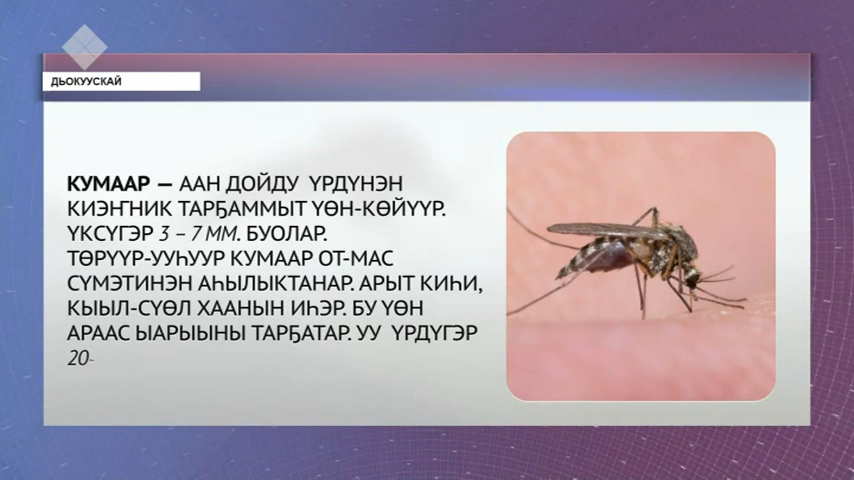 ДЬОКУУСКАЙ
КУМААР — ААН ДОЙДУ ҮРДҮНЭН
КИЭҤНИК ТАРҔАММЫТ ҮӨН-КӨЙҮҮР.
ҮКСҮГЭР 3 – 7 ММ. БУОЛАР.
ТӨРҮҮР-УУҺУУР КУМААР ОТ-МАС
СҮМЭТИНЭН АҺЫЛЫКТАНАР. АРЫТ КИҺИ,
КЫЫЛ-СҮӨЛ ХААНЫН ИҺЭР. БУ ҮӨН
АРААС ЫАРЫЫНЫ ТАРҔАТАР. УУ ҮРДҮГЭР
20-